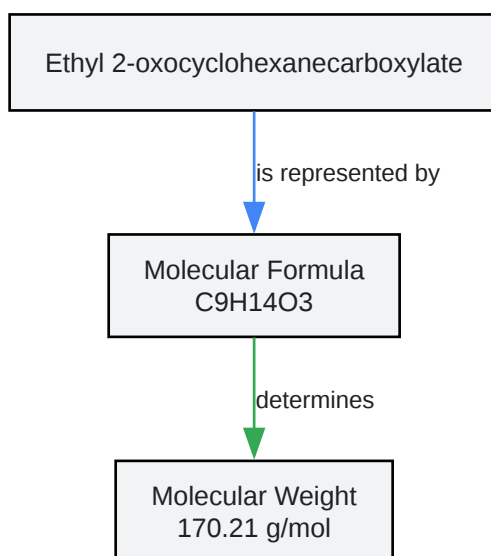 Ethyl 2-oxocyclohexanecarboxylate
is represented by
Molecular Formula
C9H14O3
determines
Molecular Weight
170.21 g/mol